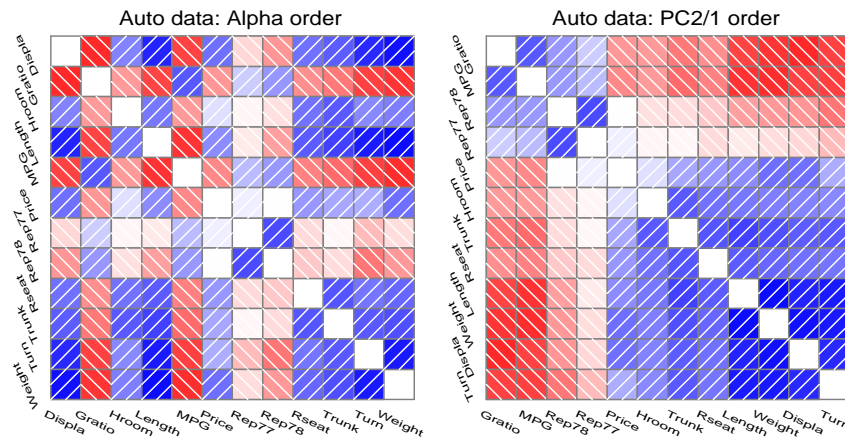 Auto data: Alpha order
Displa
Gratio
Hroom
Length
MPG
Price
Rep77
Rep78
Rseat
Trunk
Turn
Weight
Displa
Gratio
Hroom
Length
MPG
Price
Rep77
Rep78
Rseat
Trunk
Turn
Weight
Auto data: PC2/1 order
Gratio
MPG
Rep78
Rep77
Price
Hroom
Trunk
Rseat
Length
Weight
Displa
Turn
Gratio
MPG
Rep78
Rep77
Price
Hroom
Trunk
Rseat
Length
Weight
Displa
Turn